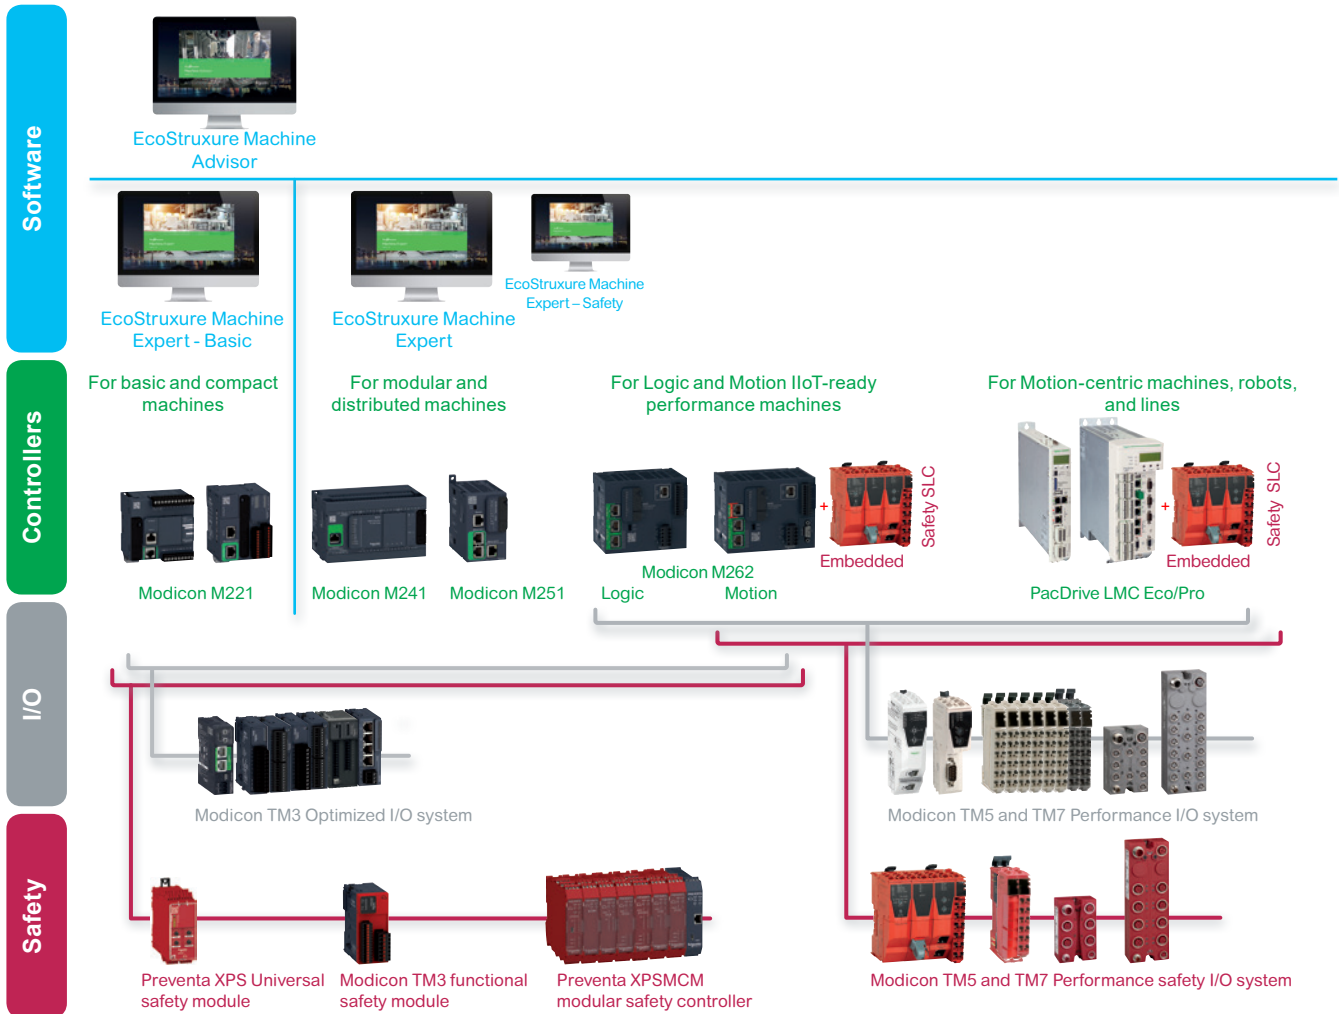 Software
EcoStruxure Machine
Advisor
EcoStruxure Machine
Expert - Basic
EcoStruxure Machine
Expert
EcoStruxure Machine
Expert – Safety
Controllers
For basic and compact
machines
For modular and
distributed machines
For Logic and Motion IIoT-ready
performance machines
For Motion-centric machines, robots,
and lines
+
Safety SLC
Embedded
+
Safety SLC
Embedded
Modicon M221
Modicon M241
Modicon M251
Modicon M262
Logic
Motion
PacDrive LMC Eco/Pro
I/O
Modicon TM3 Optimized I/O system
Modicon TM5 and TM7 Performance I/O system
Safety
Preventa XPS Universal
safety module
Modicon TM3 functional
safety module
Preventa XPSMCM
modular safety controller
Modicon TM5 and TM7 Performance safety I/O system